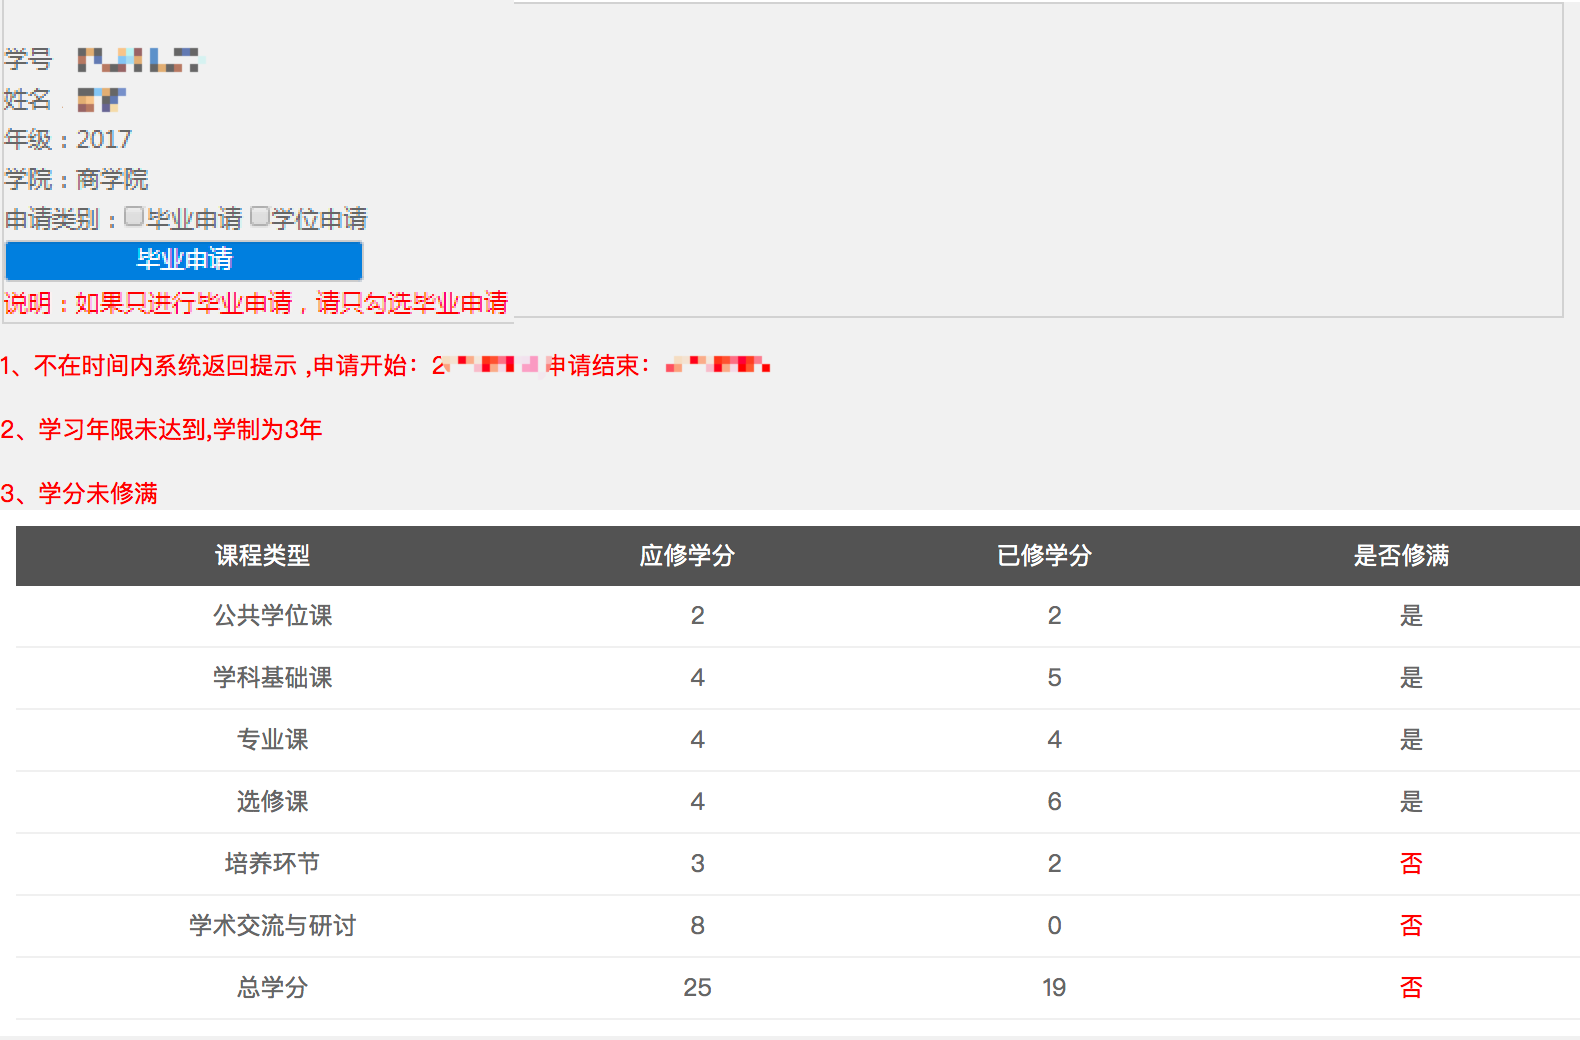 学号
姓名
年级：2017
学院：商学院
申请类别：毕业申请 学位申请
毕业申请
说明：如果只进行毕业申请，请只勾选毕业申请
1、不在时间内系统返回提示 ,申请开始：2 申请结束：
2、学习年限未达到,学制为3年
3、学分未修满
课程类型 应修学分 已修学分 是否修满
公共学位课 2 2 是
学科基础课 4 5 是
专业课 4 4 是
选修课 4 6 是
培养环节 3 2 否
学术交流与研讨 8 0 否
总学分 25 19 否